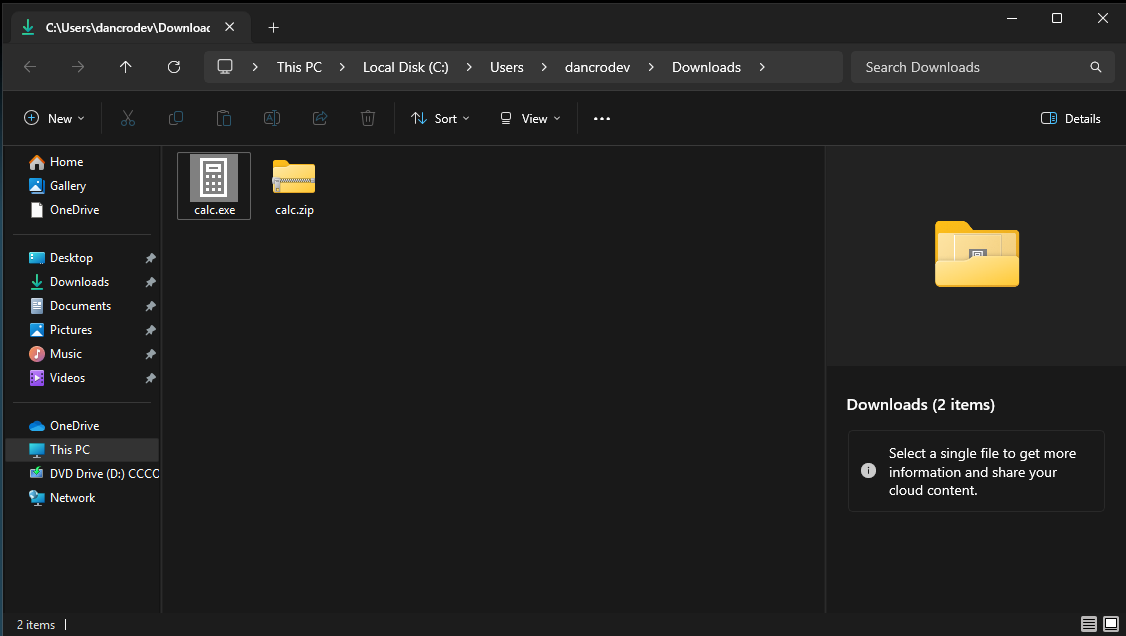 C:\Users\dancrodev\Downloac
This PC
Local Disk (C:)
Users
dancrodev
Downloads
Search Downloads
New
Sort
View
Details
Home
Gallery
OneDrive
Desktop
Downloads
Documents
Pictures
Music
Videos
OneDrive
This PC
DVD Drive (D:) CCCO
Network
calc.exe
calc.zip
Downloads (2 items)
Select a single file to get more
information and share your
cloud content.
2 items